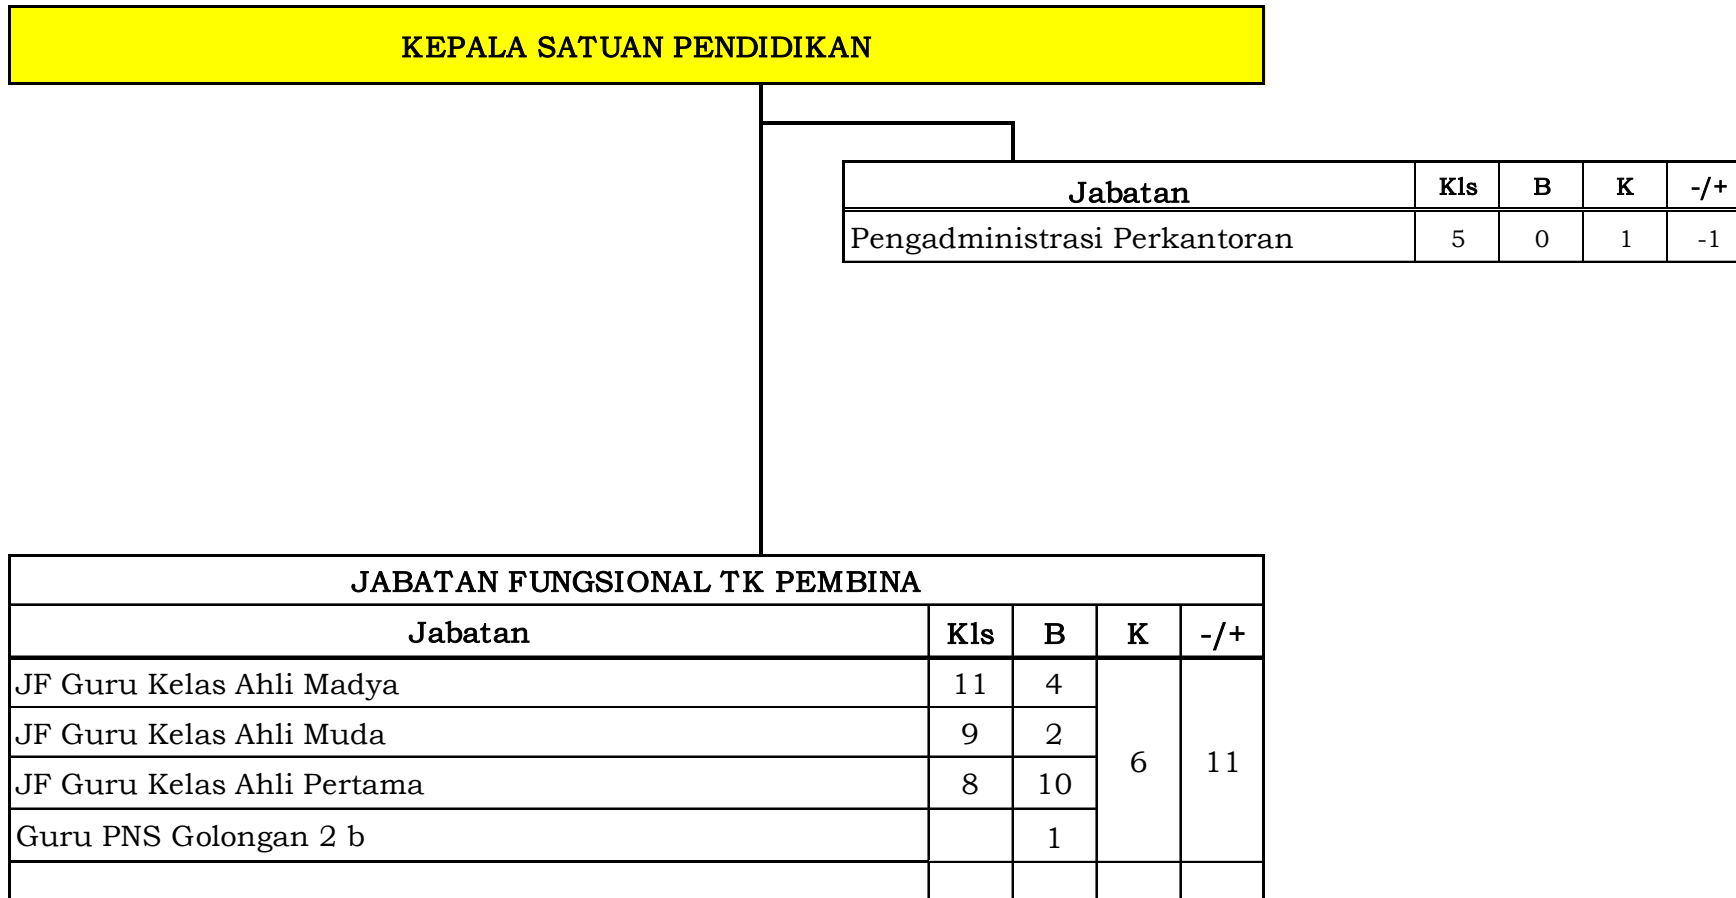 KEPALA SATUAN PENDIDIKAN
Jabatan Kls B K -/+
Pengadministrasi Perkantoran 5 0 1 -1
JABATAN FUNGSIONAL TK PEMBINA
Jabatan Kls B K -/+
JF Guru Kelas Ahli Madya 11 4
JF Guru Kelas Ahli Muda 9 2
6 11
JF Guru Kelas Ahli Pertama 8 10
Guru PNS Golongan 2 b 1